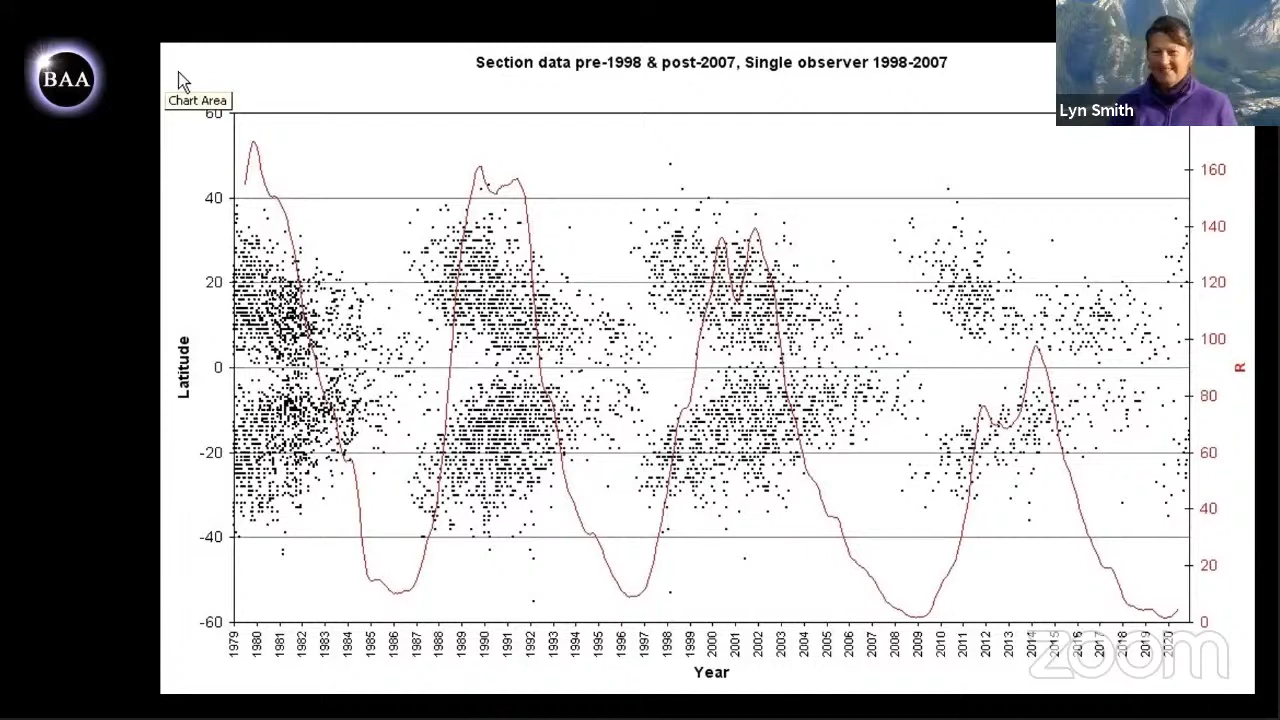 BAA
Section data pre-1998 & post-2007, Single observer 1998-2007
Lyn Smith
Chart Area
60
40
20
0
-20
-40
-60
Latitude
160
140
120
100
80
60
40
20
0
R
1979 1980 1981 1982 1983 1984 1985 1986 1987 1988 1989 1990 1991 1992 1993 1994 1995 1996 1997 1998 1999 2000 2001 2002 2003 2004 2005 2006 2007 2008 2009 2010 2011 2012 2013 2014 2015 2016 2017 2018 2019 2020
Year
zoom